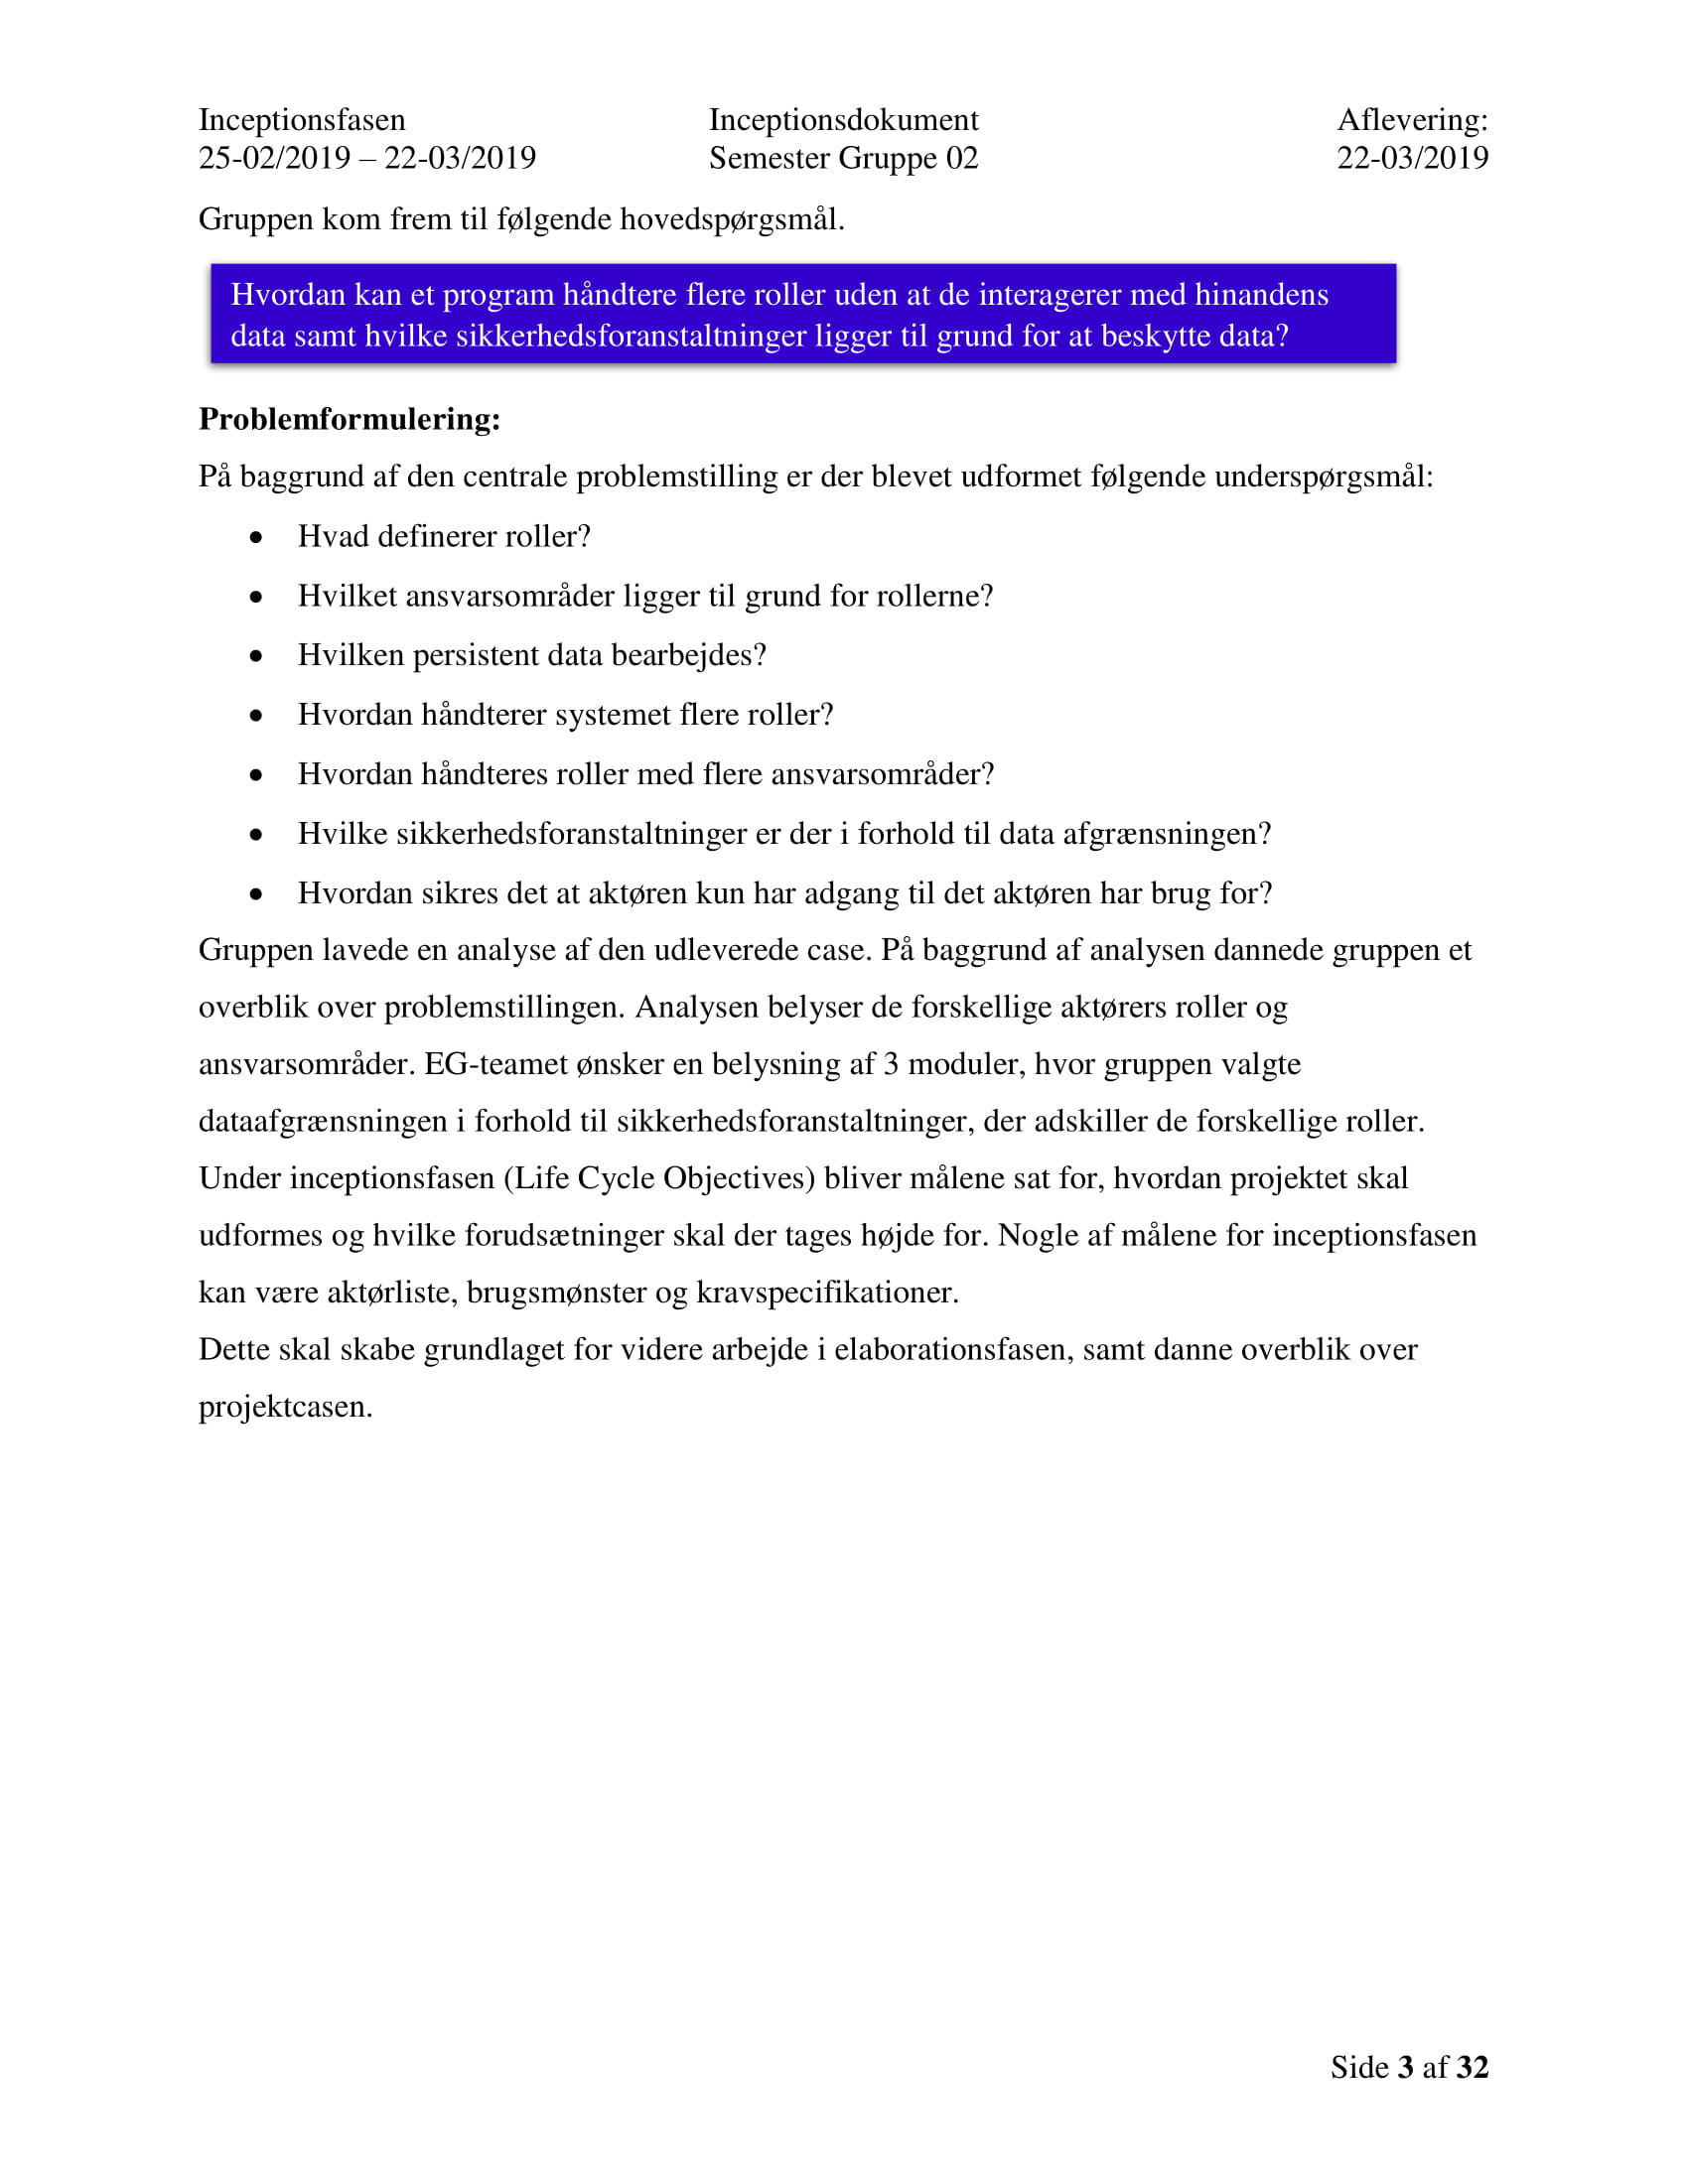 Inceptionsfasen Inceptionsdokument Aflevering:
25-02/2019 – 22-03/2019 Semester Gruppe 02 22-03/2019
Gruppen kom frem til følgende hovedspørgsmål.
Hvordan kan et program håndtere flere roller uden at de interagerer med hinandens
data samt hvilke sikkerhedsforanstaltninger ligger til grund for at beskytte data?
Problemformulering:
På baggrund af den centrale problemstilling er der blevet udformet følgende underspørgsmål:
• Hvad definerer roller?
• Hvilket ansvarsområder ligger til grund for rollerne?
• Hvilken persistent data bearbejdes?
• Hvordan håndterer systemet flere roller?
• Hvordan håndteres roller med flere ansvarsområder?
• Hvilke sikkerhedsforanstaltninger er der i forhold til data afgrænsningen?
• Hvordan sikres det at aktøren kun har adgang til det aktøren har brug for?
Gruppen lavede en analyse af den udleverede case. På baggrund af analysen dannede gruppen et
overblik over problemstillingen. Analysen belyser de forskellige aktørers roller og
ansvarsområder. EG-teamet ønsker en belysning af 3 moduler, hvor gruppen valgte
dataafgrænsningen i forhold til sikkerhedsforanstaltninger, der adskiller de forskellige roller.
Under inceptionsfasen (Life Cycle Objectives) bliver målene sat for, hvordan projektet skal
udformes og hvilke forudsætninger skal der tages højde for. Nogle af målene for inceptionsfasen
kan være aktørliste, brugsmønster og kravspecifikationer.
Dette skal skabe grundlaget for videre arbejde i elaborationsfasen, samt danne overblik over
projektcasen.
Side 3 af 32